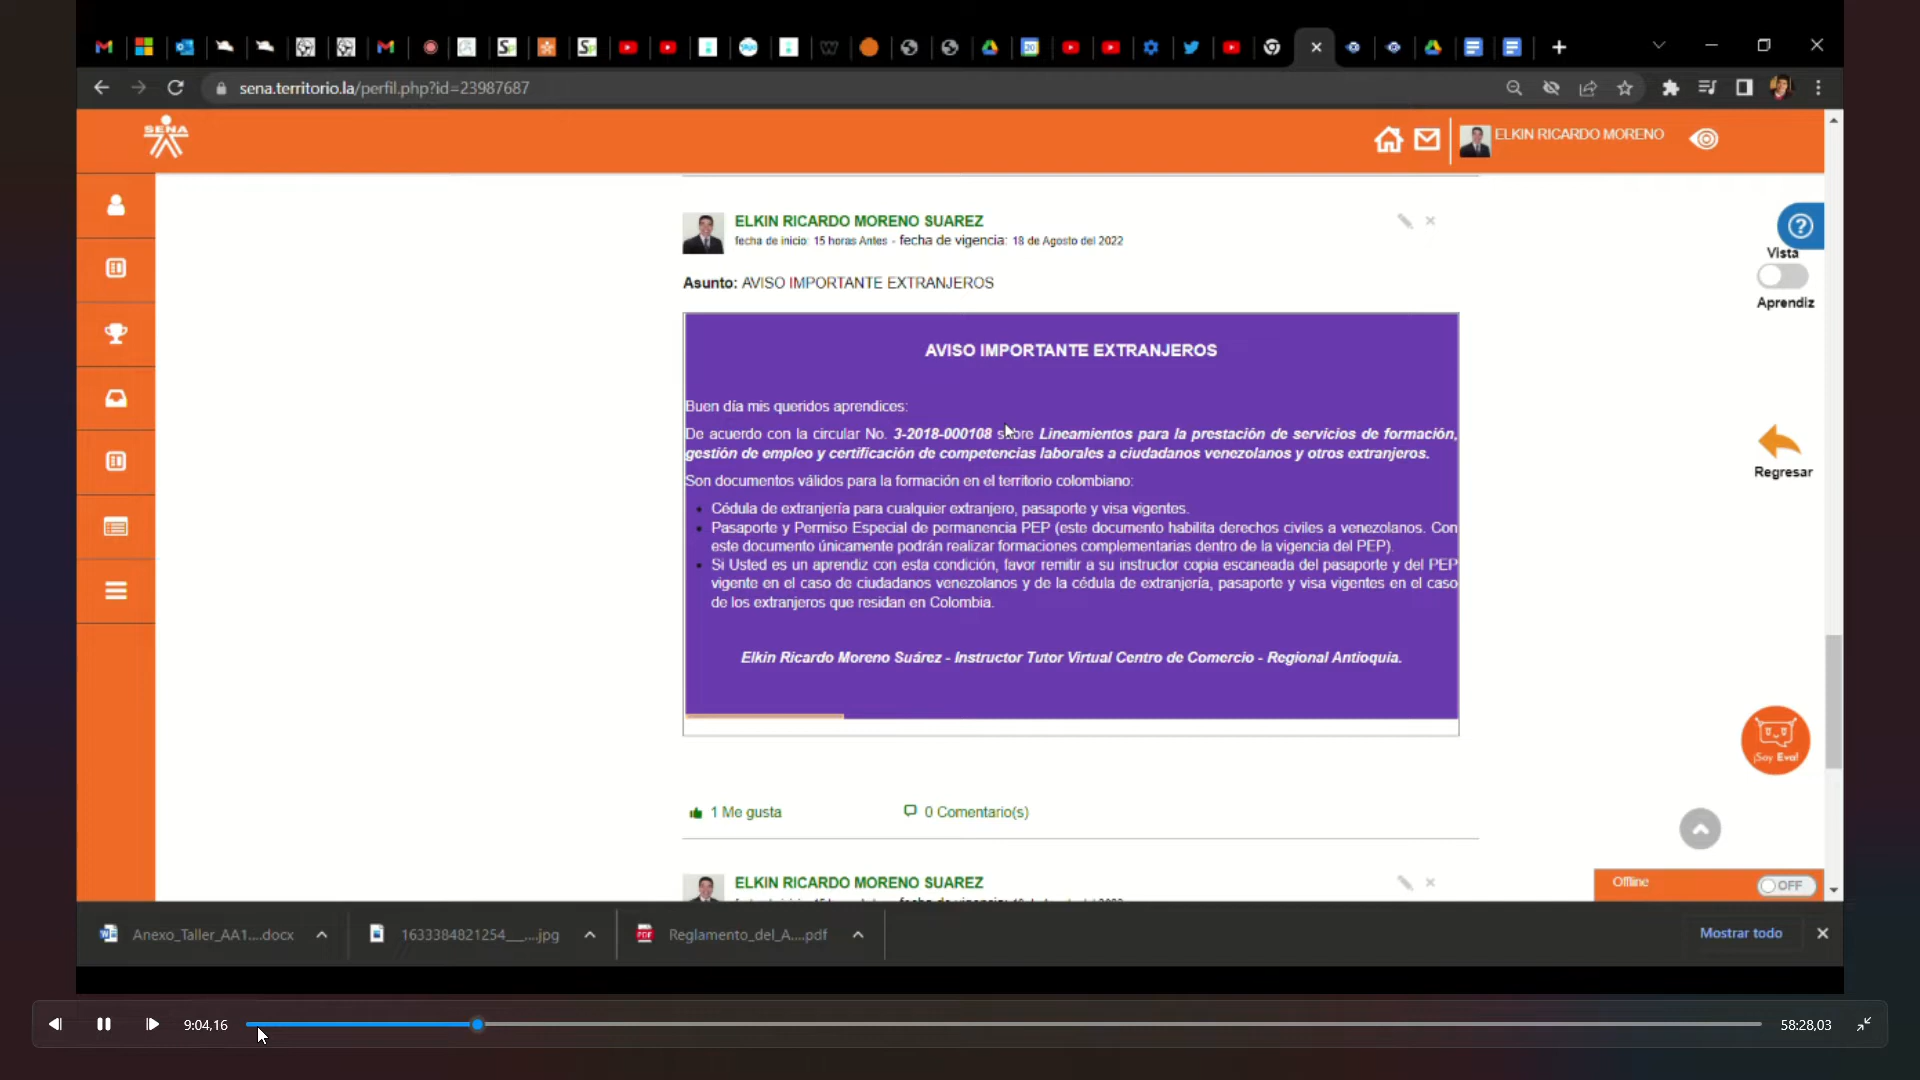 sena.territorio.la/perfil.php?id=23987687
SENA
ELKIN RICARDO MORENO
ELKIN RICARDO MORENO SUAREZ
fecha de inicio: 15 horas Antes - fecha de vigencia: 18 de Agosto del 2022
Asunto: AVISO IMPORTANTE EXTRANJEROS
Vista
Aprendiz
AVISO IMPORTANTE EXTRANJEROS
Buen día mis queridos aprendices:
De acuerdo con la circular No. 3-2018-000108 sobre Lineamientos para la prestación de servicios de formación,
gestión de empleo y certificación de competencias laborales a ciudadanos venezolanos y otros extranjeros.
Son documentos válidos para la formación en el territorio colombiano:
Cédula de extranjería para cualquier extranjero, pasaporte y visa vigentes.
Pasaporte y Permiso Especial de permanencia PEP (este documento habilita derechos civiles a venezolanos. Con
este documento únicamente podrán realizar formaciones complementarias dentro de la vigencia del PEP).
Si Usted es un aprendiz con esta condición, favor remitir a su instructor copia escaneada del pasaporte y del PEP
vigente en el caso de ciudadanos venezolanos y de la cédula de extranjería, pasaporte y visa vigentes en el caso
de los extranjeros que residan en Colombia.
Elkin Ricardo Moreno Suárez - Instructor Tutor Virtual Centro de Comercio - Regional Antioquia.
Regresar
¡Soy Eva!
1 Me gusta
0 Comentario(s)
ELKIN RICARDO MORENO SUAREZ
Offline
OFF
Anexo_Taller_AA1....docx
1633384821254__....jpg
Reglamento_del_A....pdf
Mostrar todo
9:04,16
58:28,03